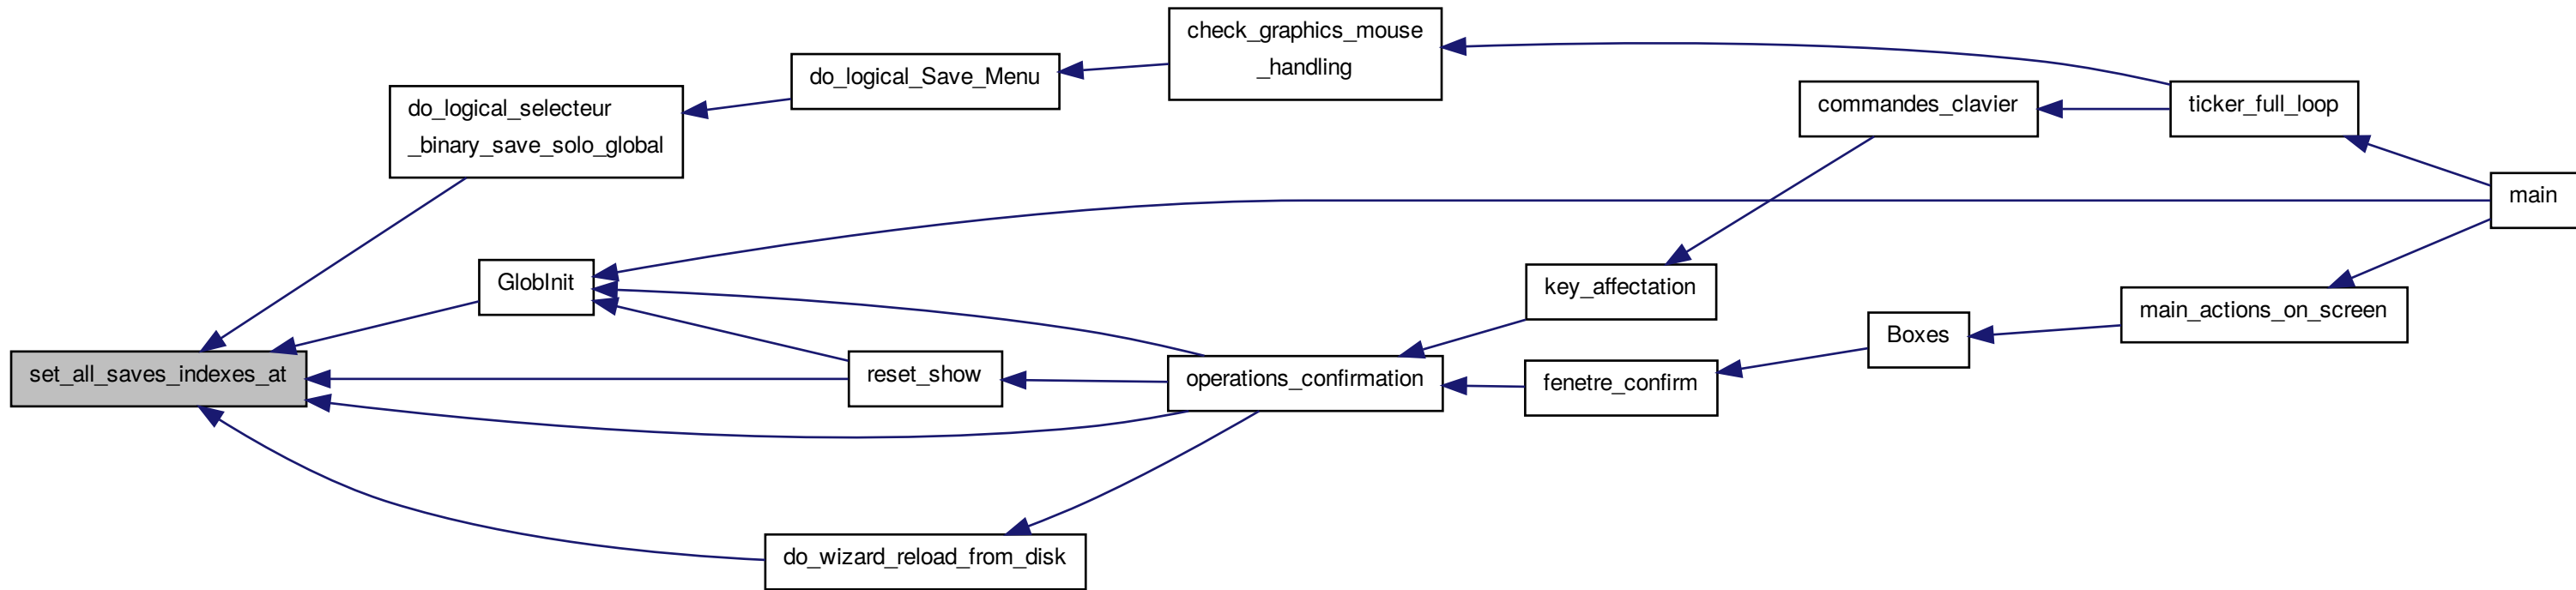 check_graphics_mouse
_handling
do_logical_Save_Menu
do_logical_selecteur
_binary_save_solo_global
commandes_clavier
ticker_full_loop
main
GlobInit
key_affectation
main_actions_on_screen
Boxes
set_all_saves_indexes_at
reset_show
operations_confirmation
fenetre_confirm
do_wizard_reload_from_disk